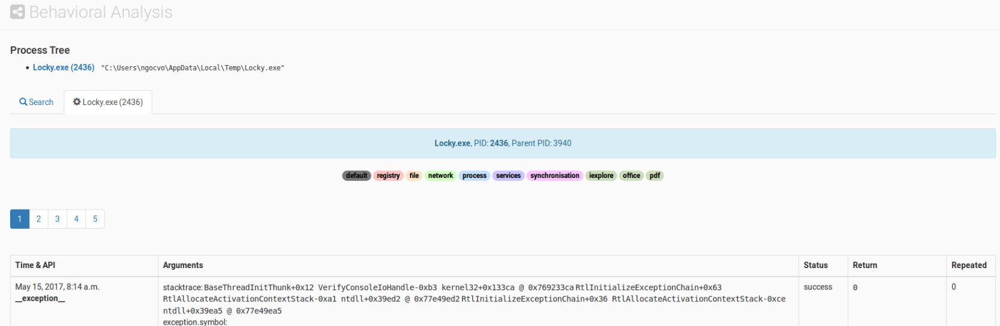 Behavioral Analysis
Process Tree
• Locky.exe (2436) "C:\Users\ngocvo\AppData\Local\Temp\Locky.exe"
Search Locky.exe (2436)
Locky.exe, PID: 2436, Parent PID: 3940
default registry file network process services synchronisation iexplore office pdf
1 2 3 4 5
Time & API Arguments Status Return Repeated
May 15, 2017, 8:14 a.m. stacktrace: BaseThreadInitThunk+0x12 VerifyConsoleIoHandle-0xb3 kernel32+0x133ca @ 0x769233ca RtlInitializeExceptionChain+0x63 success 0 0
__exception__ RtlAllocateActivationContextStack-0xa1 ntdll+0x39ed2 @ 0x77e49ed2 RtlInitializeExceptionChain+0x36 RtlAllocateActivationContextStack-0xce
ntdll+0x39ea5 @ 0x77e49ea5
exception.symbol: